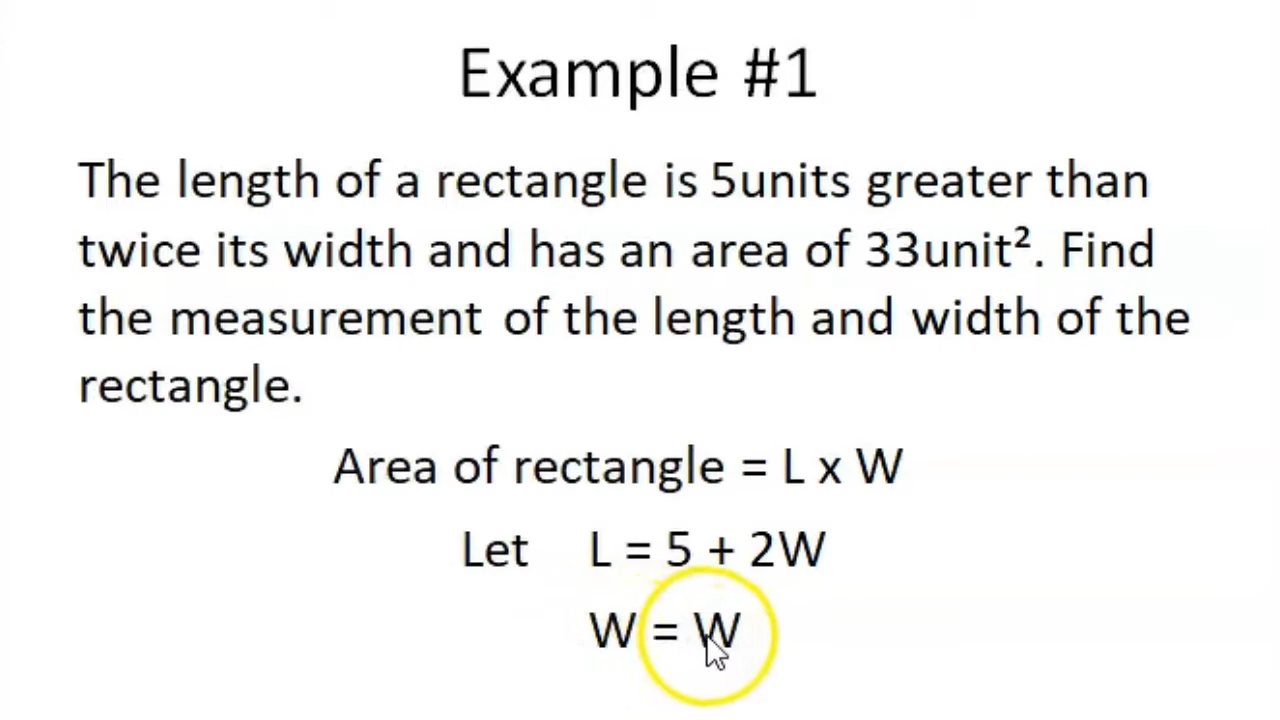 Example #1
The length of a rectangle is 5units greater than
twice its width and has an area of 33unit². Find
the measurement of the length and width of the
rectangle.
Area of rectangle = L x W
Let L = 5 + 2W
W = W